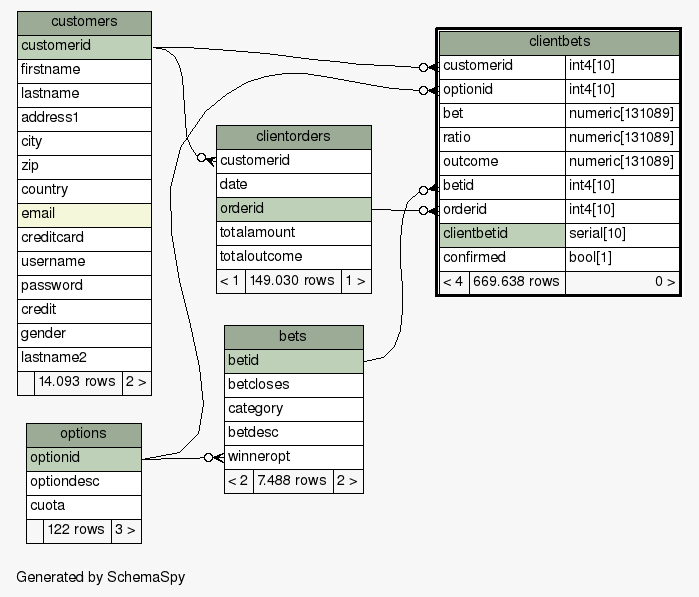 customers
customerid
firstname
lastname
address1
city
zip
country
email
creditcard
username
password
credit
gender
lastname2
14.093 rows 2 >
clientbets
customerid int4[10]
optionid int4[10]
bet numeric[131089]
ratio numeric[131089]
outcome numeric[131089]
betid int4[10]
orderid int4[10]
clientbetid serial[10]
confirmed bool[1]
< 4 669.638 rows 0 >
clientorders
customerid
date
orderid
totalamount
totaloutcome
< 1 149.030 rows 1 >
bets
betid
betcloses
category
betdesc
winneropt
< 2 7.488 rows 2 >
options
optionid
optiondesc
cuota
122 rows 3 >
Generated by SchemaSpy